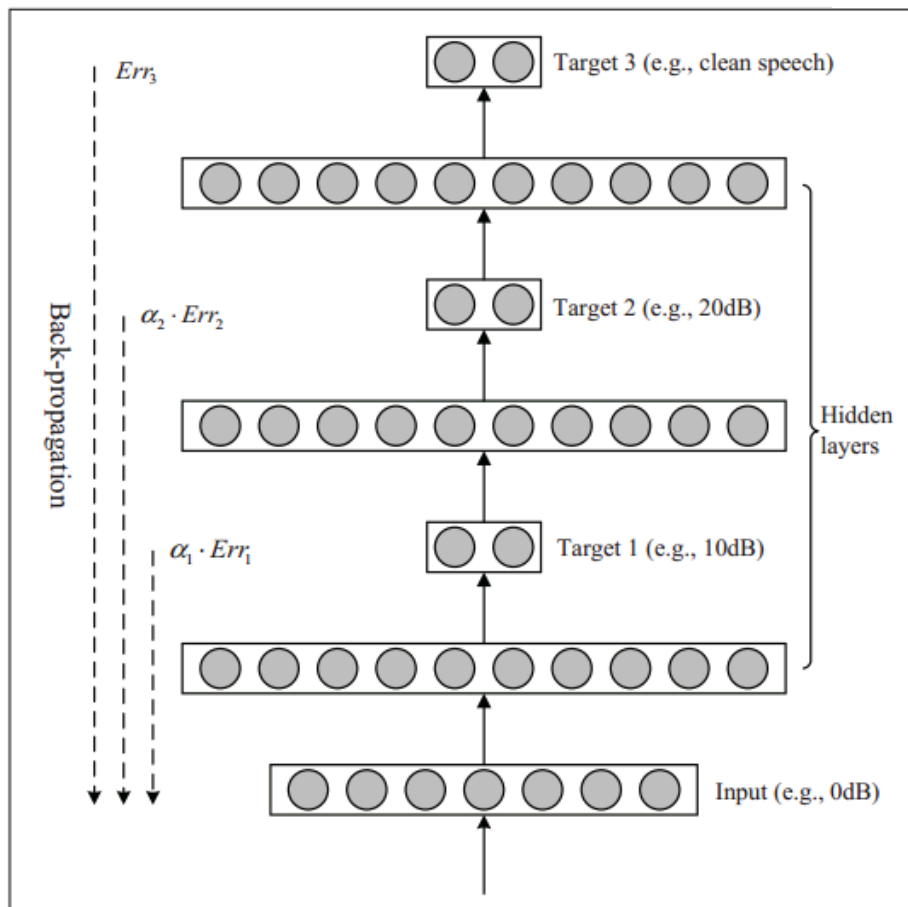 Target 3 (e.g., clean speech)
Err₃
Target 2 (e.g., 20dB)
α₂ · Err₂
Back-propagation
Hidden
layers
Target 1 (e.g., 10dB)
α₁ · Err₁
Input (e.g., 0dB)